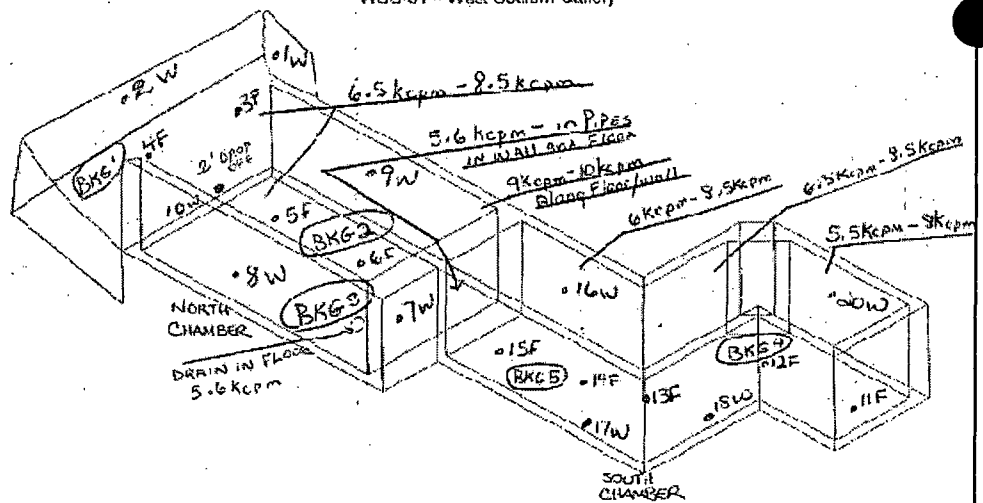 West Gallery
1W
2W
3F
6.5 kcpm - 8.5 kcpm
5.6 kcpm - in Pipes
IN WALL and FLOOR
BKG 1
4F
2' DROP
OFF
9W
9Kcpm-10kcpm
along Floor/wall
6Kcpm-8.5Kcpm
6.5Kcpm-8.5Kcpm
5.5Kcpm-8Kcpm
10W
5F
BKG2
6F
8W
BKG3
7W
16W
20W
NORTH
CHAMBER
DRAIN IN FLOOR
5.6 Kcpm
15F
BKG5
14F
13F
BKG4
12F
11F
17W
18W
SOUTH
CHAMBER